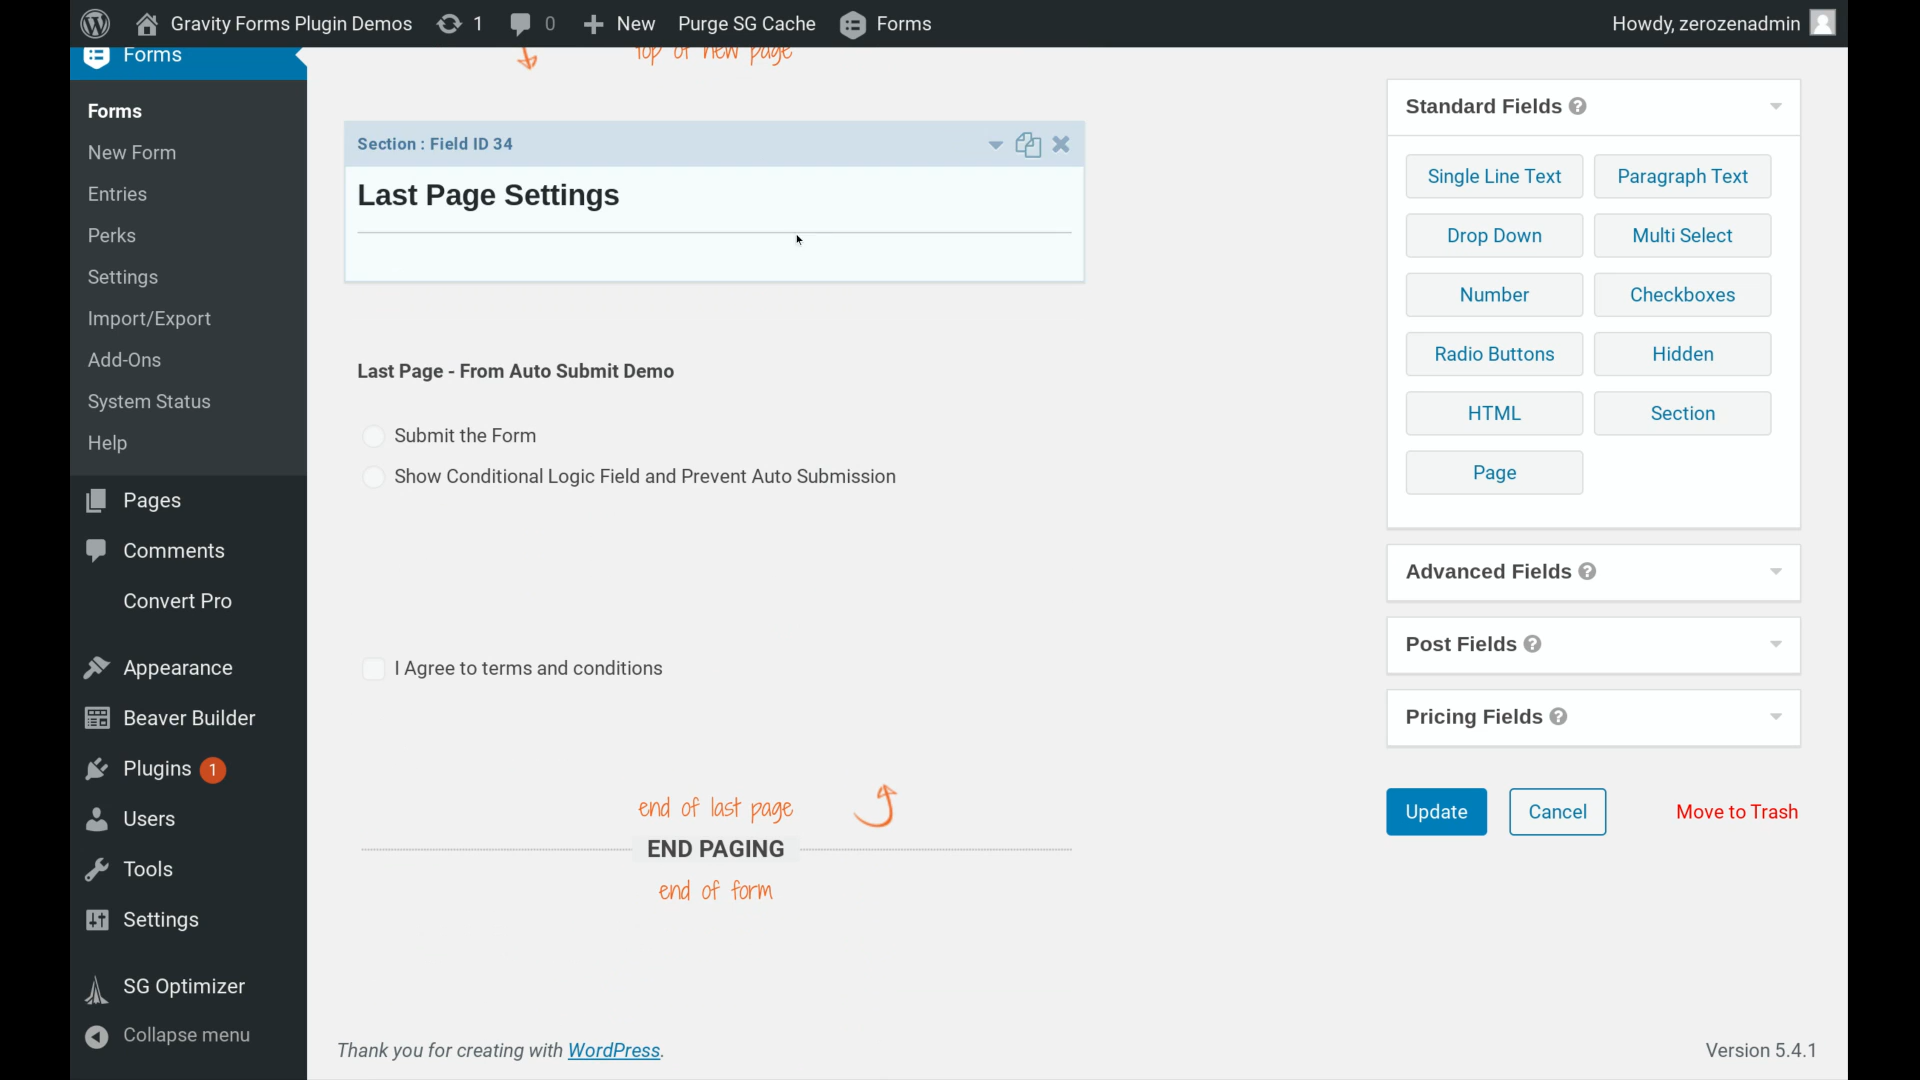 Gravity Forms Plugin Demos
1
0
New
Purge SG Cache
Forms
Howdy, zerozenadmin
Forms
Forms
New Form
Entries
Perks
Settings
Import/Export
Add-Ons
System Status
Help
Pages
Comments
Convert Pro
Appearance
Beaver Builder
Plugins 1
Users
Tools
Settings
SG Optimizer
Collapse menu
top of new page
Section : Field ID 34
Last Page Settings
Last Page - From Auto Submit Demo
Submit the Form
Show Conditional Logic Field and Prevent Auto Submission
I Agree to terms and conditions
end of last page
END PAGING
end of form
Standard Fields
Single Line Text
Paragraph Text
Drop Down
Multi Select
Number
Checkboxes
Radio Buttons
Hidden
HTML
Section
Page
Advanced Fields
Post Fields
Pricing Fields
Update
Cancel
Move to Trash
Thank you for creating with WordPress.
Version 5.4.1